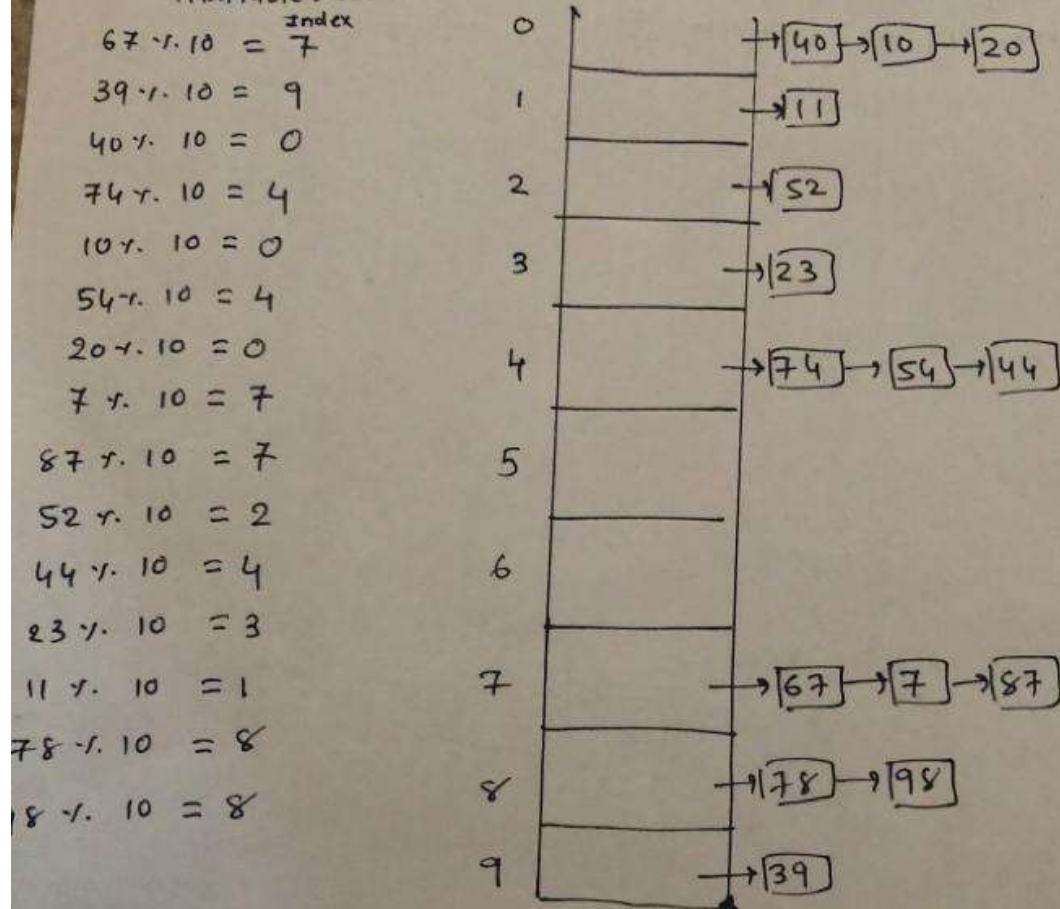 Index
67 % 10 = 7
39 % 10 = 9
40 % 10 = 0
74 % 10 = 4
10 % 10 = 0
54 % 10 = 4
20 % 10 = 0
7 % 10 = 7
87 % 10 = 7
52 % 10 = 2
44 % 10 = 4
23 % 10 = 3
11 % 10 = 1
78 % 10 = 8
8 % 10 = 8
0 40 10 20
1 11
2 52
3 23
4 74 54 44
5
6
7 67 7 87
8 78 98
9 39